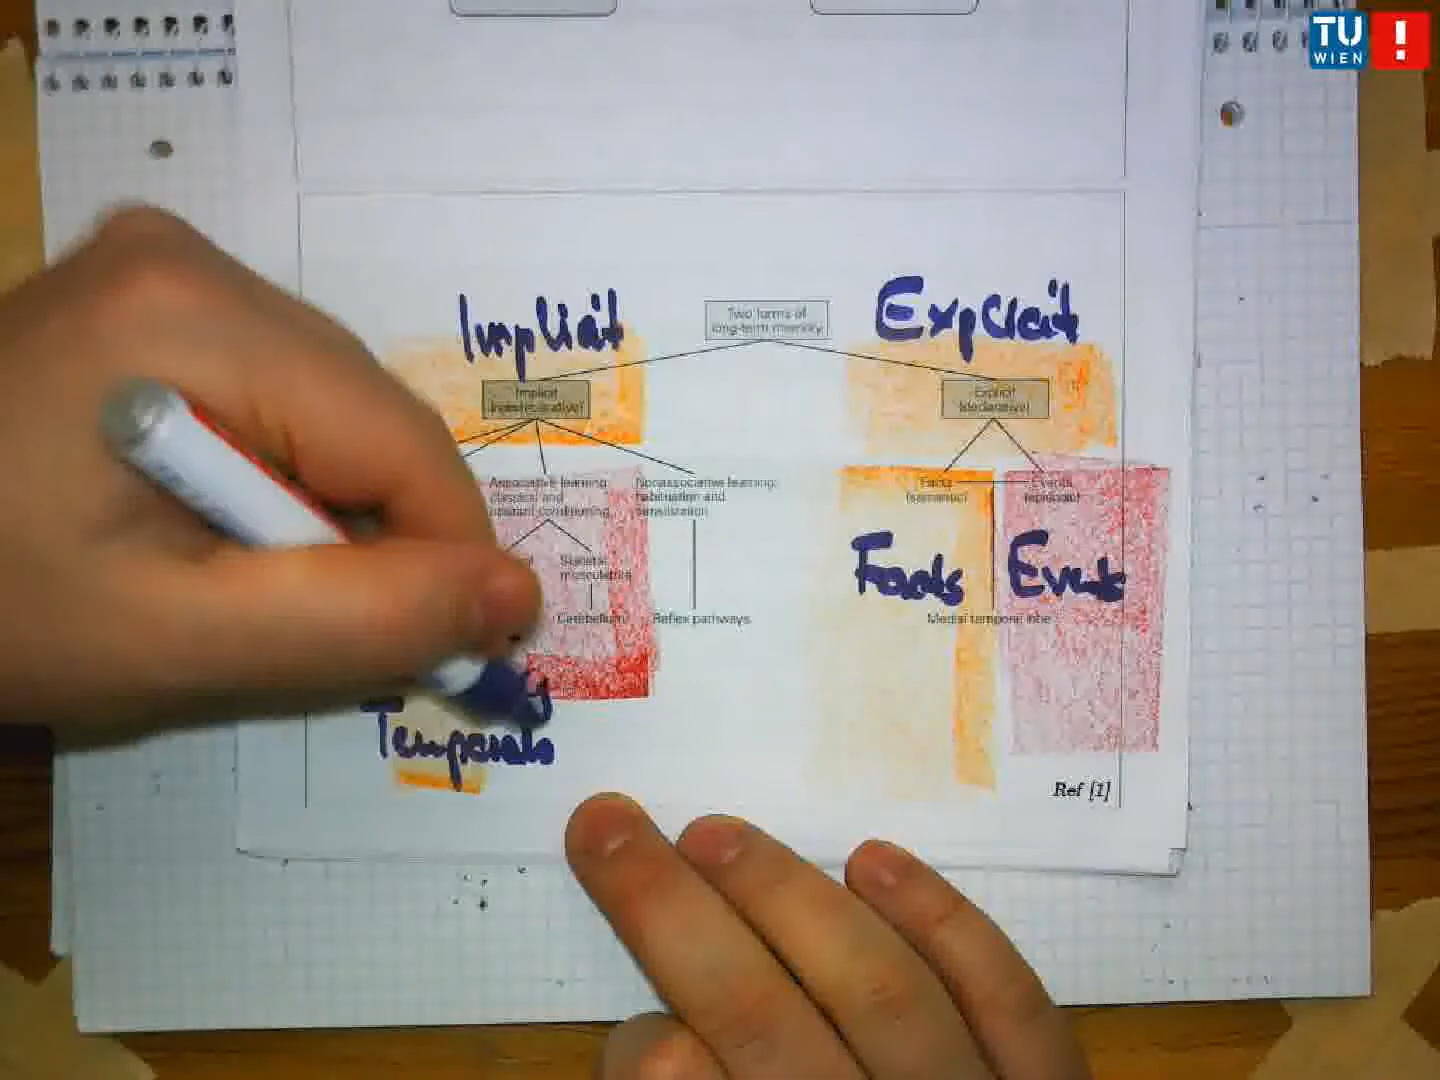 TU
WIEN
!
Implicit
Explicit
Two forms of
long-term memory
Implicit
(nondeclarative)
Explicit
(declarative)
Associative learning:
classical and
operant conditioning
Nonassociative learning:
habituation and
sensitization
Facts
(semantic)
Events
(episodic)
Skeletal
musculature
Facts
Event
Cerebellum
Reflex pathways
Medial temporal lobe
Ref [1]